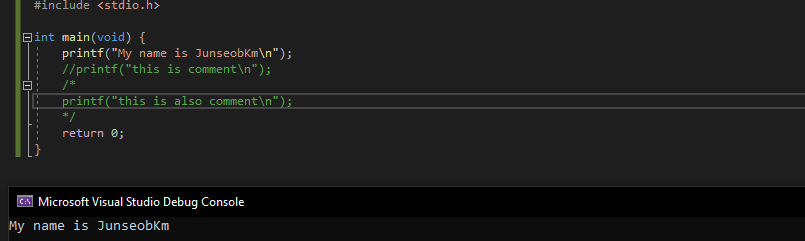 #include <stdio.h>
int main(void) {
printf("My name is JunseobKm\n");
//printf("this is comment\n");
/*
printf("this is also comment\n");
*/
return 0;
}
C:\ Microsoft Visual Studio Debug Console
My name is JunseobKm